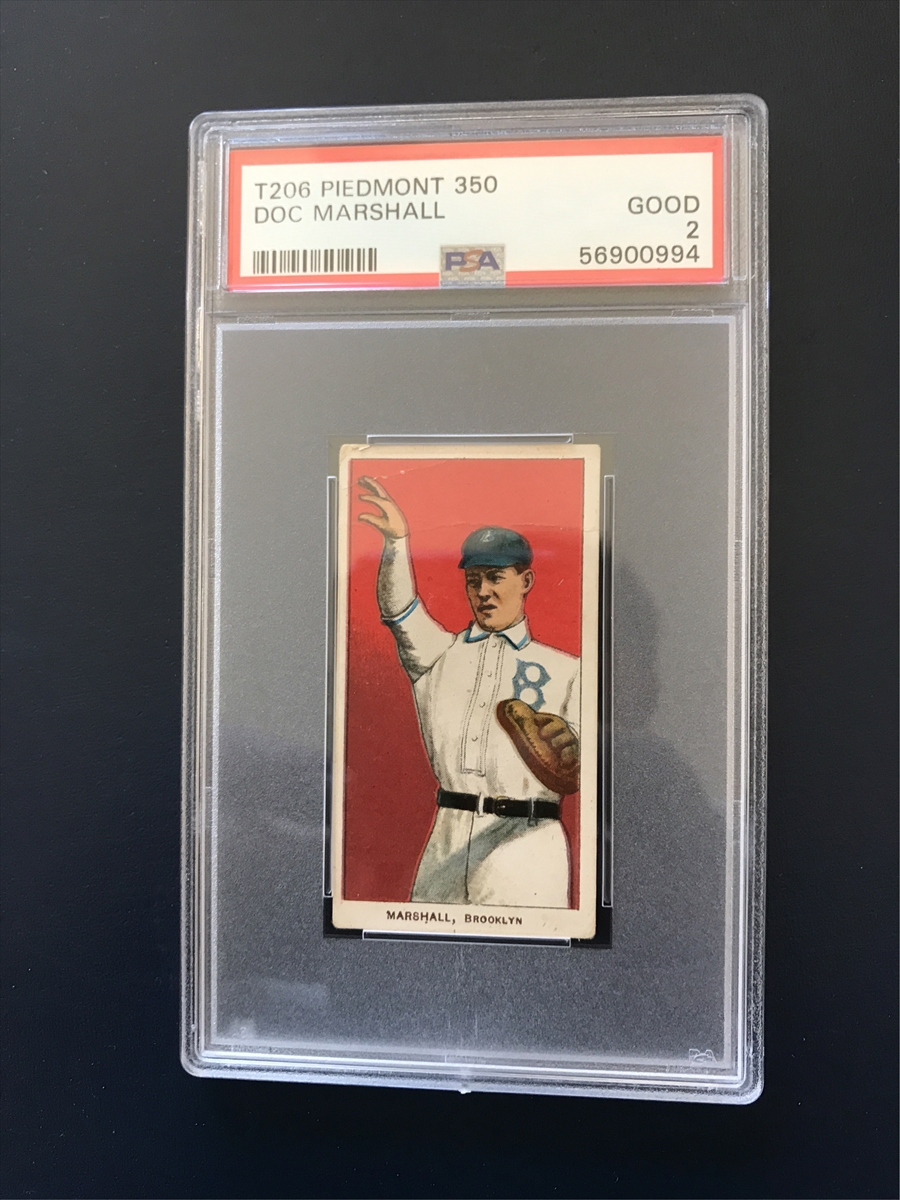 T206 PIEDMONT 350
DOC MARSHALL
GOOD
2
56900994
PSA
B
MARSHALL, BROOKLYN